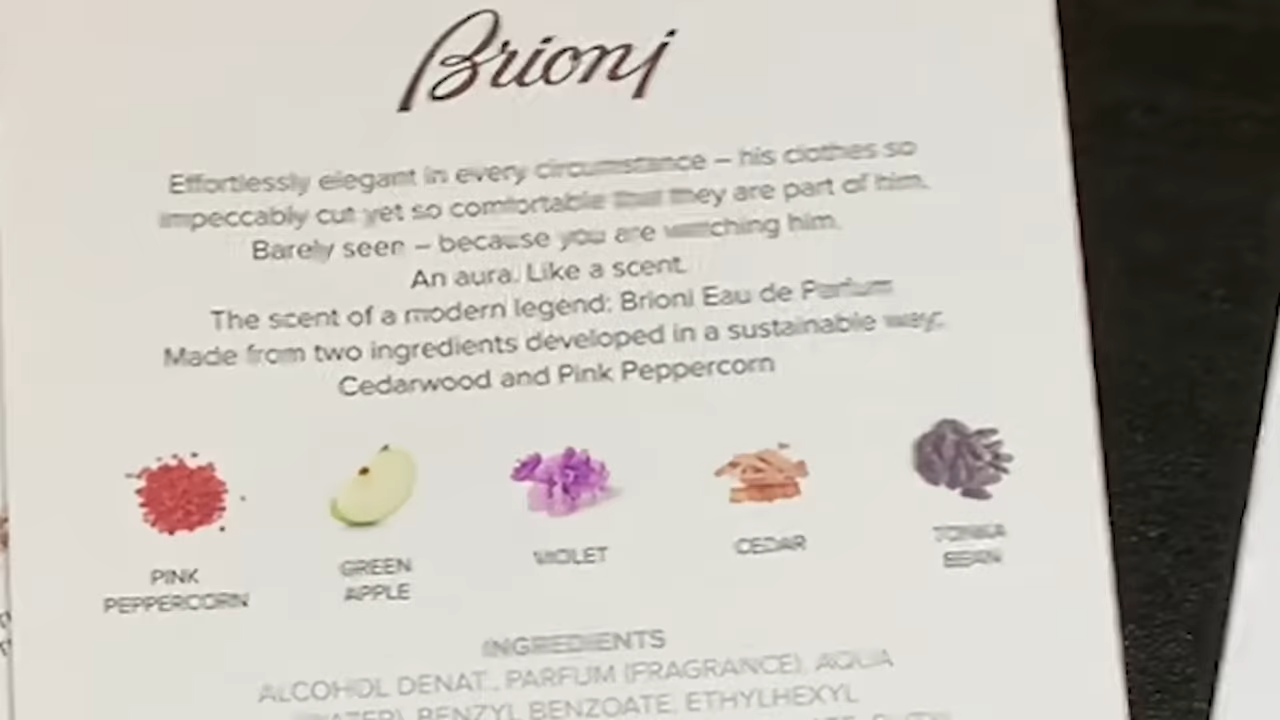 Brioni
Effortlessly elegant in every circumstance – his clothes so
impeccably cut yet so comfortable that they are part of him.
Barely seen – because you are watching him.
An aura. Like a scent.
The scent of a modern legend: Brioni Eau de Parfum
Made from two ingredients developed in a sustainable way:
Cedarwood and Pink Peppercorn
PINK
PEPPERCORN
GREEN
APPLE
VIOLET
CEDAR
TONKA
BEAN
INGREDIENTS
ALCOHOL DENAT., PARFUM (FRAGRANCE), AQUA
(WATER), BENZYL BENZOATE, ETHYLHEXYL